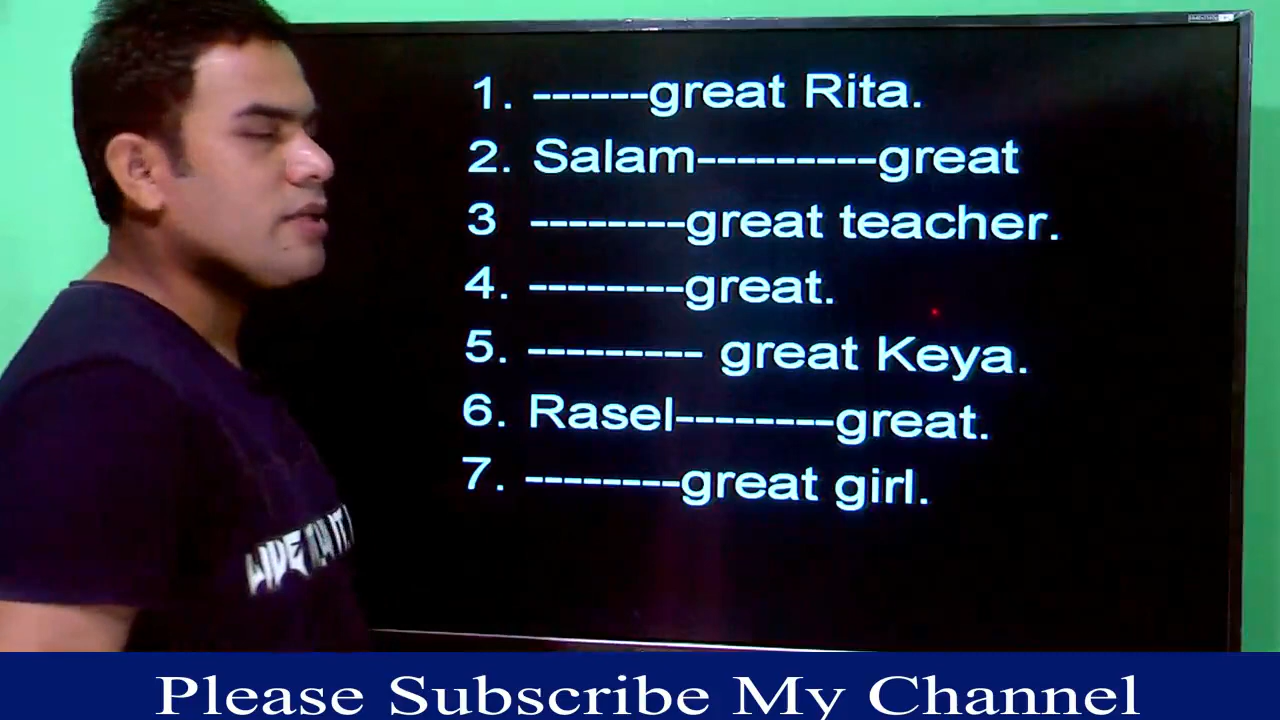 1. ------great Rita.
2. Salam---------great
3 --------great teacher.
4. --------great.
5. --------- great Keya.
6. Rasel--------great.
7. --------great girl.
Please Subscribe My Channel